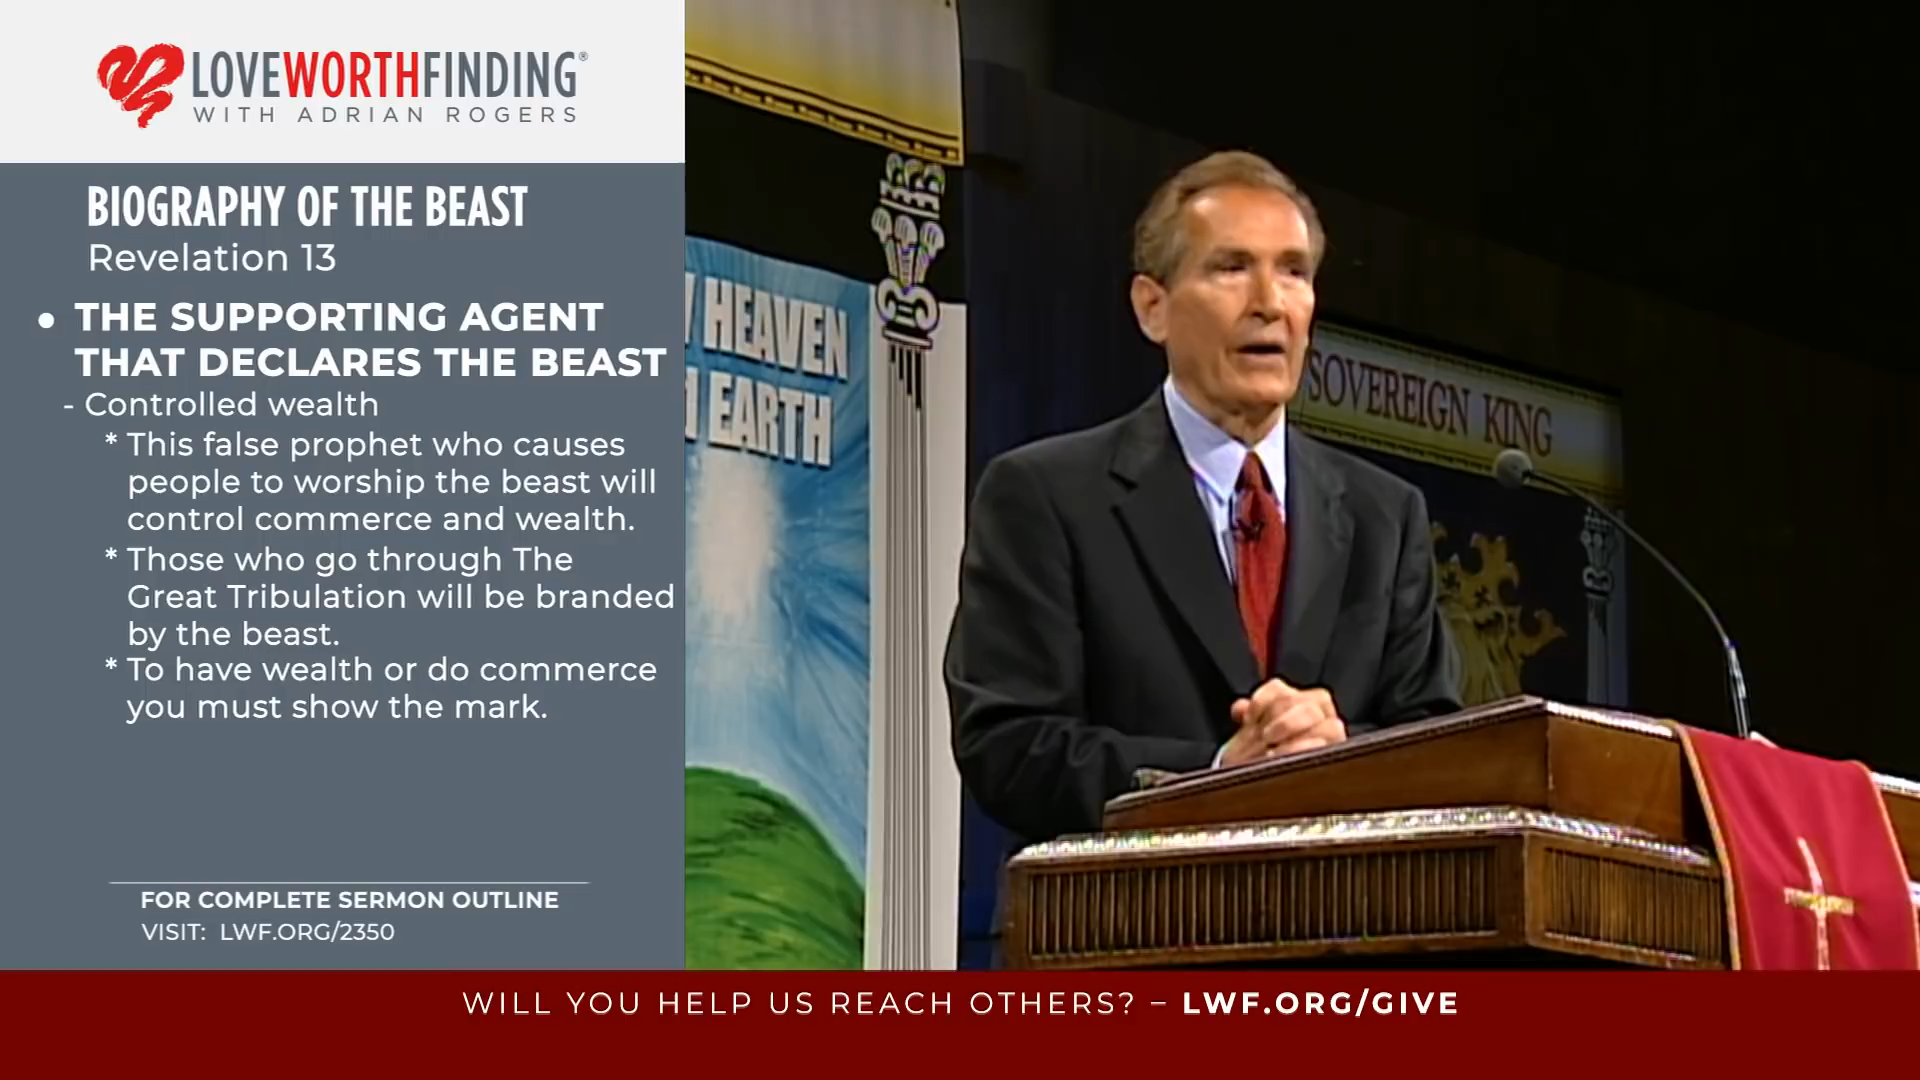 LOVEWORTHFINDING®
WITH ADRIAN ROGERS
BIOGRAPHY OF THE BEAST
Revelation 13
• THE SUPPORTING AGENT
THAT DECLARES THE BEAST
- Controlled wealth
* This false prophet who causes
people to worship the beast will
control commerce and wealth.
* Those who go through The
Great Tribulation will be branded
by the beast.
* To have wealth or do commerce
you must show the mark.
FOR COMPLETE SERMON OUTLINE
VISIT: LWF.ORG/2350
HEAVEN
EARTH
SOVEREIGN KING
WILL YOU HELP US REACH OTHERS? – LWF.ORG/GIVE